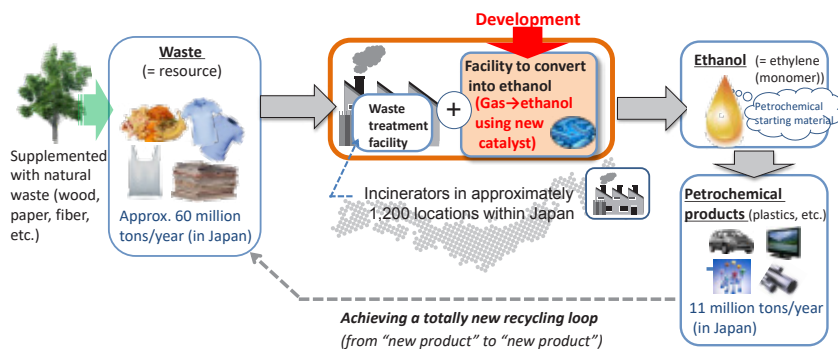 Development
Waste
(= resource)
Supplemented
with natural
waste (wood,
paper, fiber,
etc.)
Approx. 60 million
tons/year (in Japan)
Waste
treatment
facility
+
Facility to convert
into ethanol
(Gas→ethanol
using new
catalyst)
Incinerators in approximately
1,200 locations within Japan
Ethanol (= ethylene
(monomer))
Petrochemical
starting material
Petrochemical
products (plastics, etc.)
11 million tons/year
(in Japan)
Achieving a totally new recycling loop
(from “new product” to “new product”)